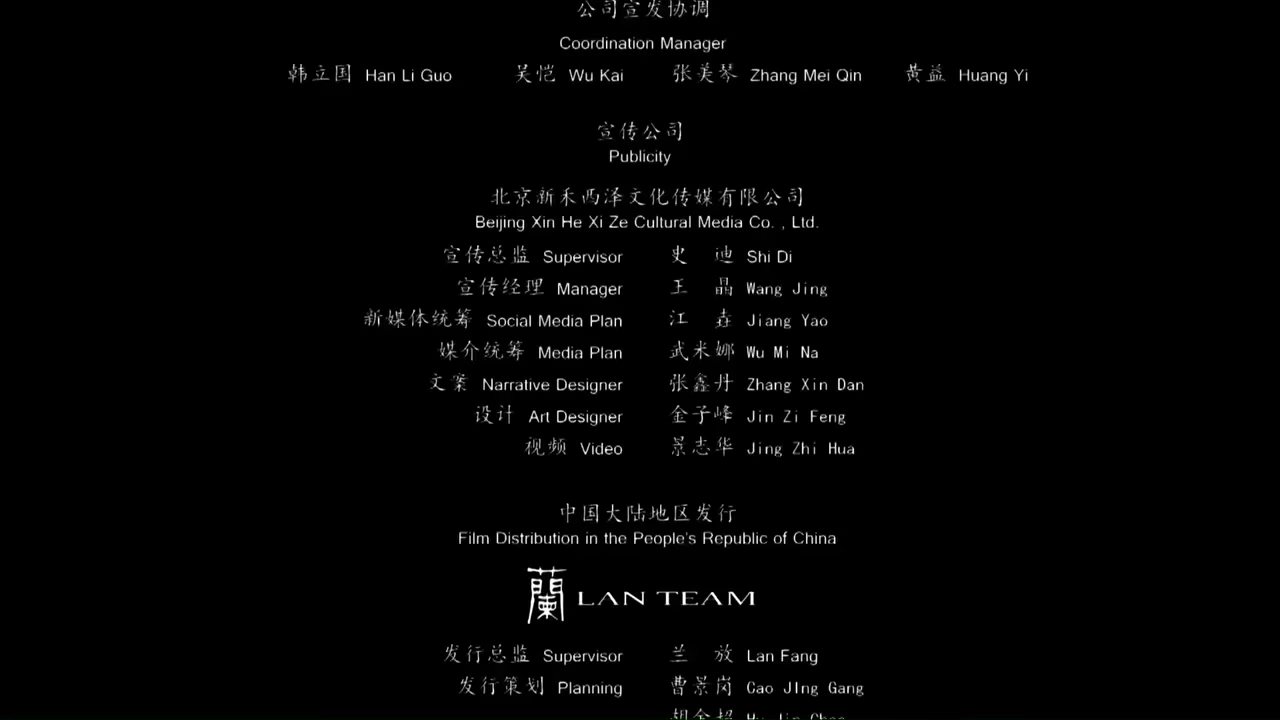 公司宣发协调
Coordination Manager
韩立国 Han Li Guo 吴恺 Wu Kai 张美琴 Zhang Mei Qin 黄益 Huang Yi
宣传公司
Publicity
北京新禾西泽文化传媒有限公司
Beijing Xin He Xi Ze Cultural Media Co. , Ltd.
宣传总监 Supervisor 史 迪 Shi Di
宣传经理 Manager 王 晶 Wang Jing
新媒体统筹 Social Media Plan 江 垚 Jiang Yao
媒介统筹 Media Plan 武米娜 Wu Mi Na
文案 Narrative Designer 张鑫丹 Zhang Xin Dan
设计 Art Designer 金子峰 Jin Zi Feng
视频 Video 景志华 Jing Zhi Hua
中国大陆地区发行
Film Distribution in the People's Republic of China
蘭 LAN TEAM
发行总监 Supervisor 兰 放 Lan Fang
发行策划 Planning 曹景岗 Cao JIng Gang